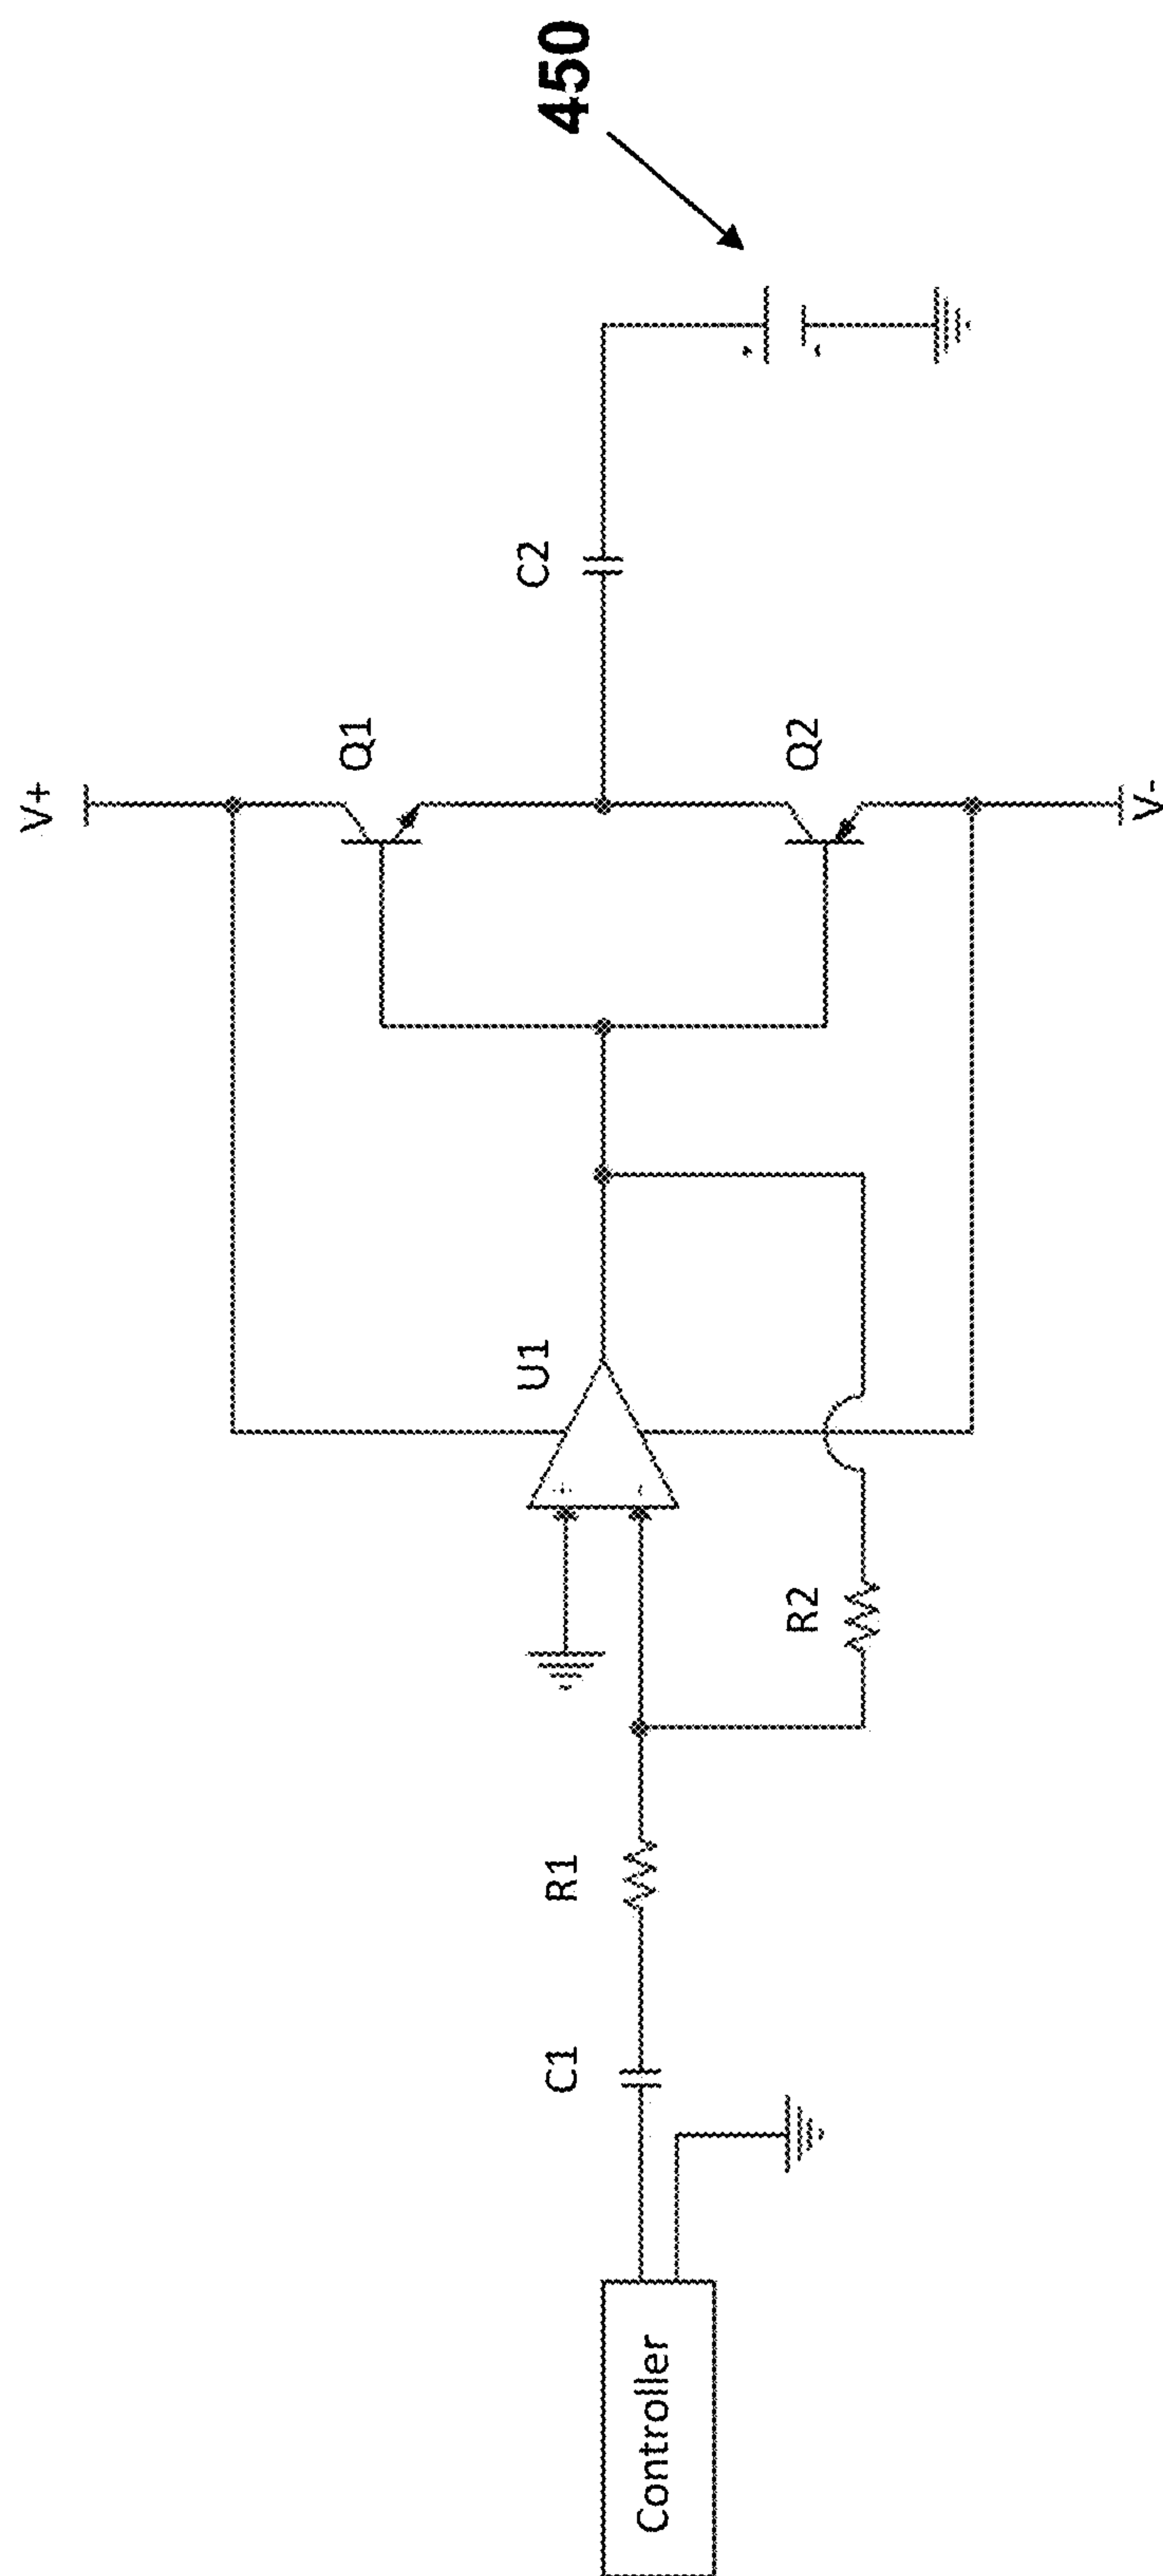 450
V+
Q1
C2
Q2
V-
U1
+
-
R2
R1
C1
Controller